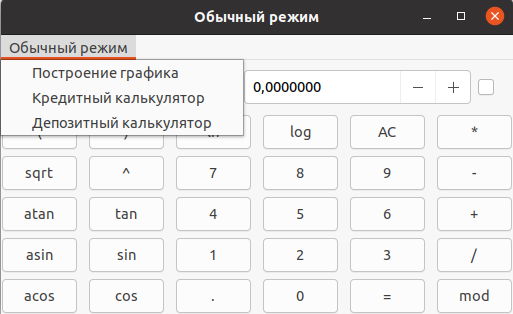 Обычный режим
Обычный режим
Построение графика
Кредитный калькулятор
Депозитный калькулятор
0,0000000 − +
log AC *
sqrt ^ 7 8 9 -
atan tan 4 5 6 +
asin sin 1 2 3 /
acos cos . 0 = mod